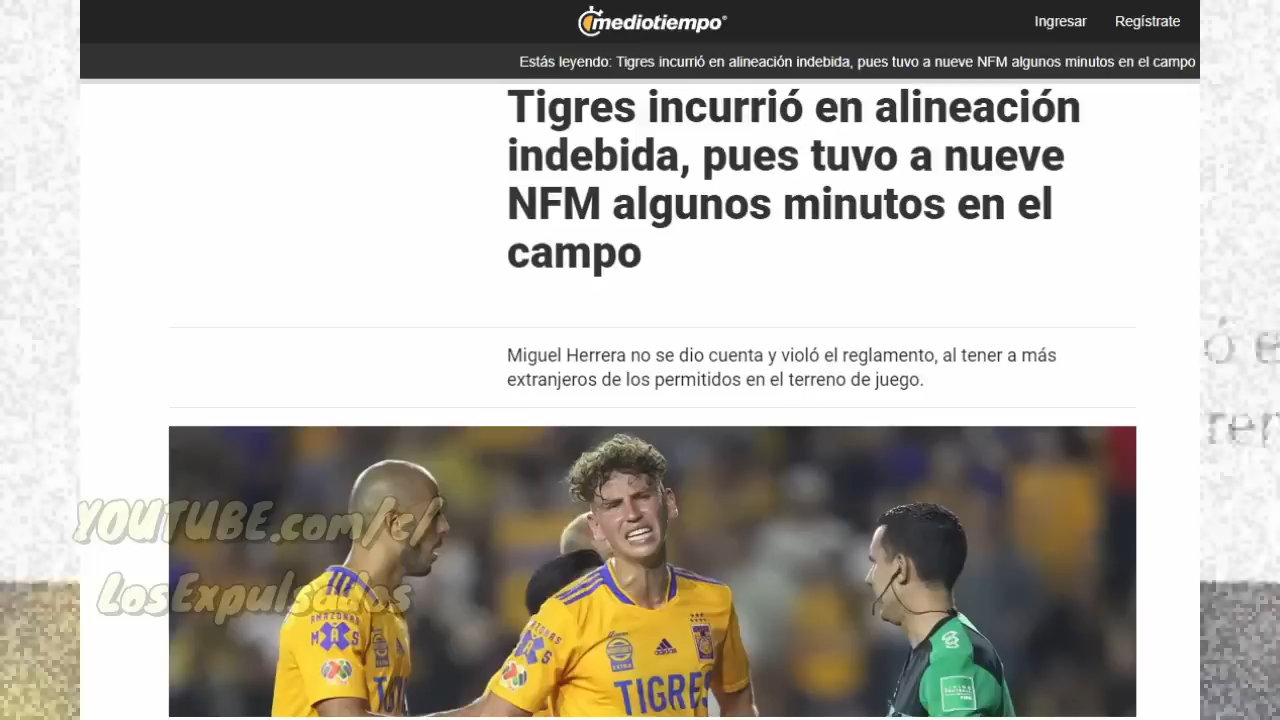 mediotiempo
Ingresar Regístrate
Estás leyendo: Tigres incurrió en alineación indebida, pues tuvo a nueve NFM algunos minutos en el campo
Tigres incurrió en alineación
indebida, pues tuvo a nueve
NFM algunos minutos en el
campo
Miguel Herrera no se dio cuenta y violó el reglamento, al tener a más
extranjeros de los permitidos en el terreno de juego.
YOUTUBE.com/c/
LosExpulsados
AMAZONAS
M S
TIGRES
adidas